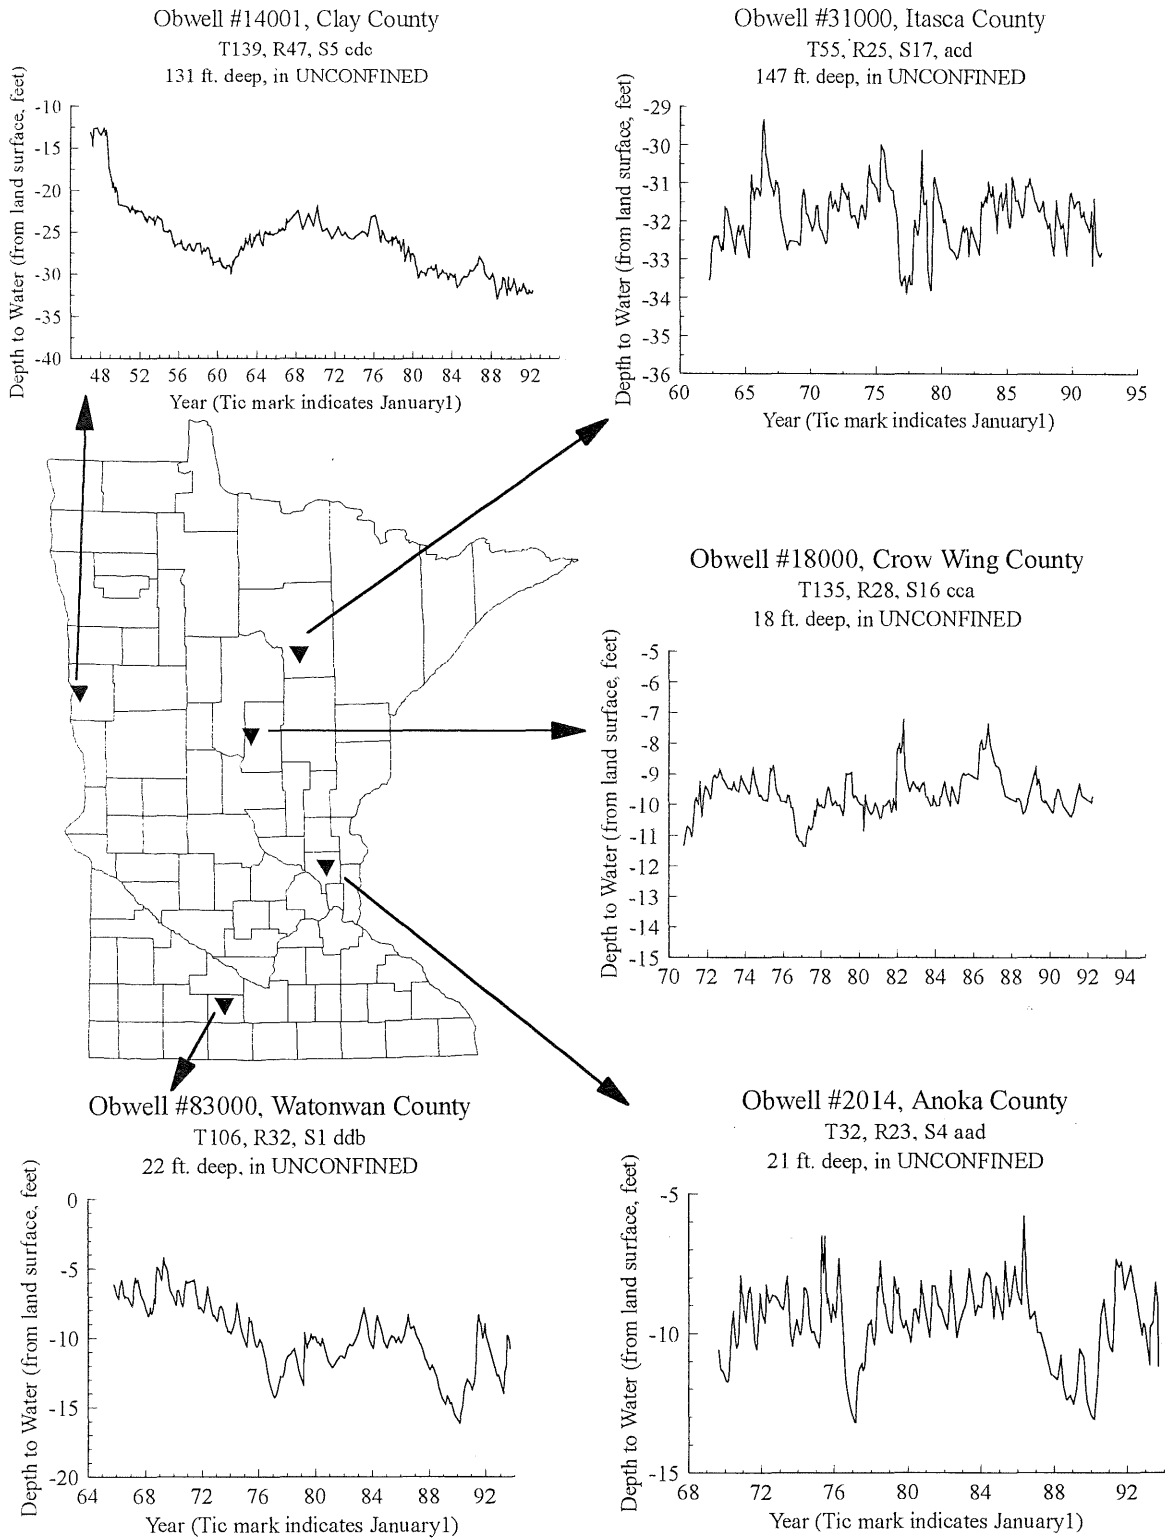 Obwell #14001, Clay County
T139, R47, S5 cdc
131 ft. deep, in UNCONFINED
Depth to Water (from land surface, feet)
-10
-15
-20
-25
-30
-35
-40
48 52 56 60 64 68 72 76 80 84 88 92
Year (Tic mark indicates January1)
Obwell #31000, Itasca County
T55, R25, S17, acd
147 ft. deep, in UNCONFINED
Depth to Water (from land surface, feet)
-29
-30
-31
-32
-33
-34
-35
-36
60 65 70 75 80 85 90 95
Year (Tic mark indicates January1)
Obwell #18000, Crow Wing County
T135, R28, S16 cca
18 ft. deep, in UNCONFINED
Depth to Water (from land surface, feet)
-5
-6
-7
-8
-9
-10
-11
-12
-13
-14
-15
70 72 74 76 78 80 82 84 86 88 90 92 94
Obwell #83000, Watonwan County
T106, R32, S1 ddb
22 ft. deep, in UNCONFINED
Depth to Water (from land surface, feet)
0
-5
-10
-15
-20
64 68 72 76 80 84 88 92
Year (Tic mark indicates January1)
Obwell #2014, Anoka County
T32, R23, S4 aad
21 ft. deep, in UNCONFINED
Depth to Water (from land surface, feet)
-5
-10
-15
68 72 76 80 84 88 92
Year (Tic mark indicates January1)